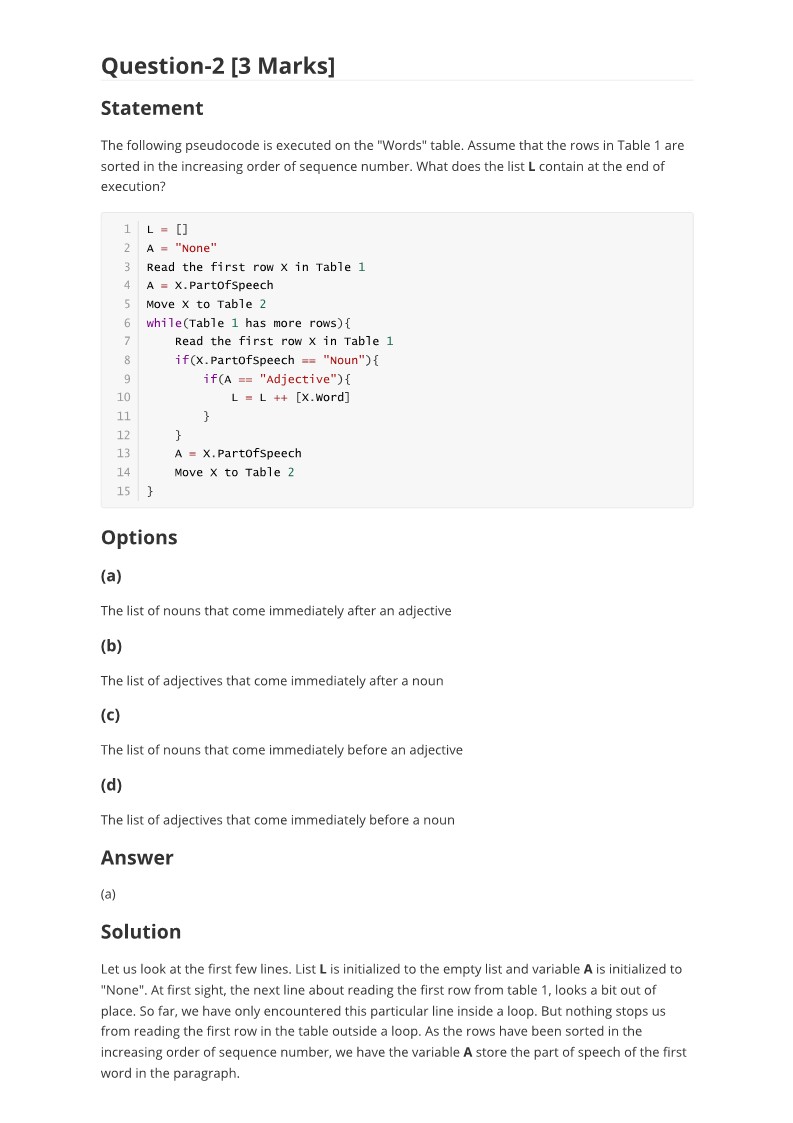 Question-2 [3 Marks]
Statement
The following pseudocode is executed on the "Words" table. Assume that the rows in Table 1 are
sorted in the increasing order of sequence number. What does the list L contain at the end of
execution?
1 L = []
2 A = "None"
3 Read the first row X in Table 1
4 A = X.PartOfSpeech
5 Move X to Table 2
6 while(Table 1 has more rows){
7     Read the first row X in Table 1
8     if(X.PartOfSpeech == "Noun"){
9         if(A == "Adjective"){
10             L = L ++ [X.Word]
11         }
12     }
13     A = X.PartOfSpeech
14     Move X to Table 2
15 }
Options
(a)
The list of nouns that come immediately after an adjective
(b)
The list of adjectives that come immediately after a noun
(c)
The list of nouns that come immediately before an adjective
(d)
The list of adjectives that come immediately before a noun
Answer
(a)
Solution
Let us look at the first few lines. List L is initialized to the empty list and variable A is initialized to
"None". At first sight, the next line about reading the first row from table 1, looks a bit out of
place. So far, we have only encountered this particular line inside a loop. But nothing stops us
from reading the first row in the table outside a loop. As the rows have been sorted in the
increasing order of sequence number, we have the variable A store the part of speech of the first
word in the paragraph.